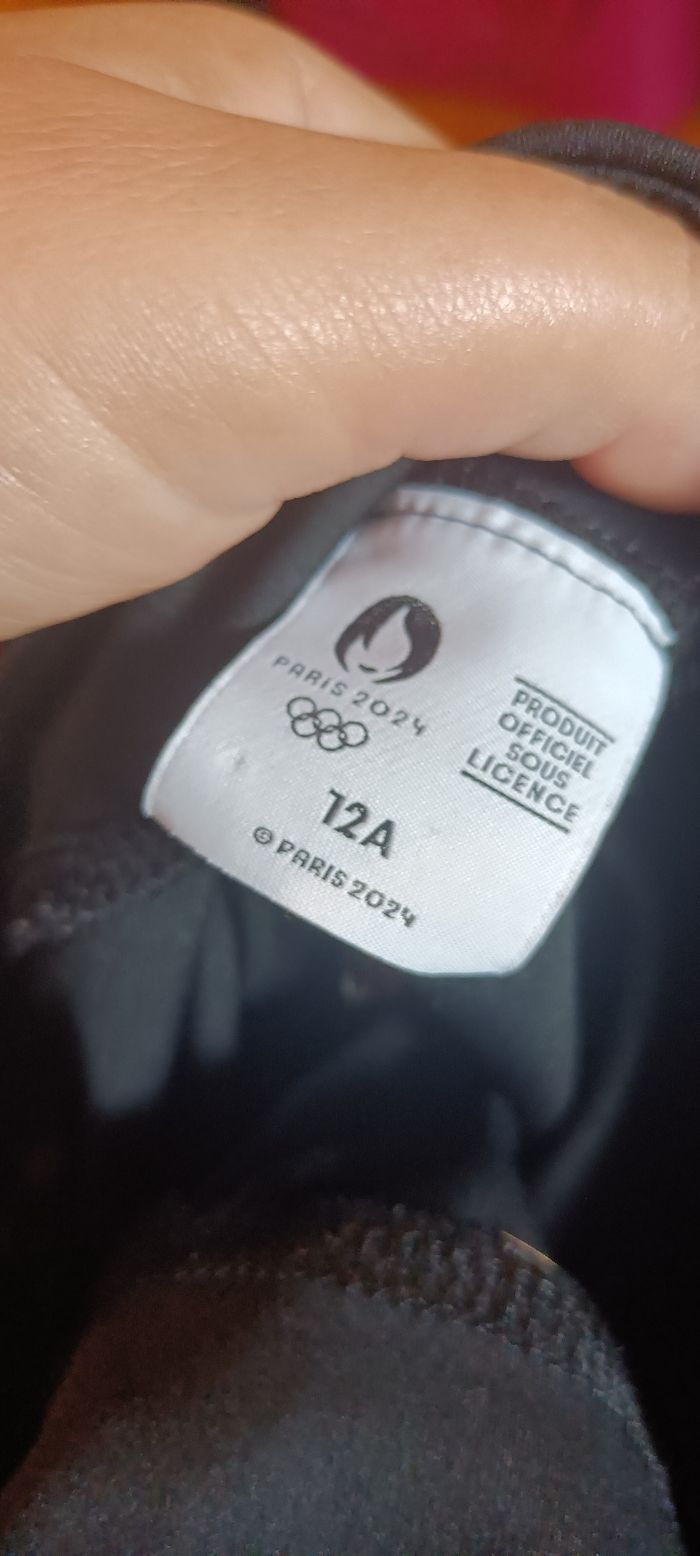 PARIS 2024
PRODUIT
OFFICIEL
SOUS
LICENCE
12A
© PARIS 2024